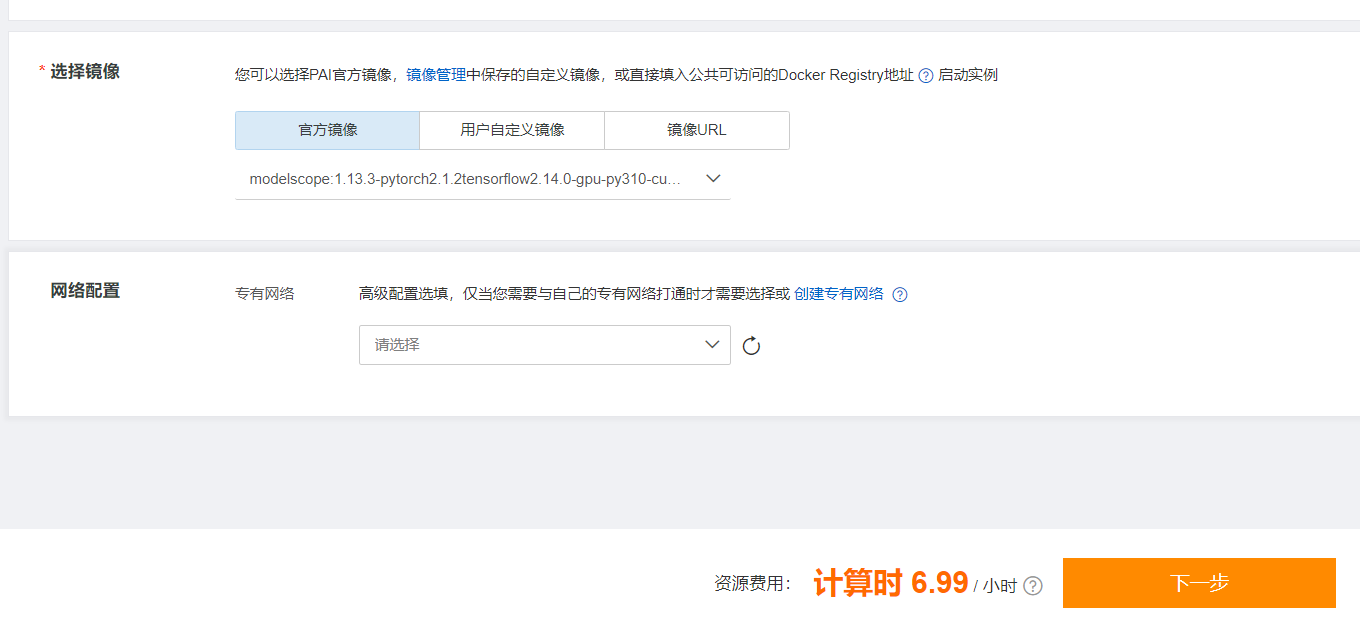 * 选择镜像
您可以选择PAI官方镜像，镜像管理中保存的自定义镜像，或直接填入公共可访问的Docker Registry地址 ? 启动实例
官方镜像 用户自定义镜像 镜像URL
modelscope:1.13.3-pytorch2.1.2tensorflow2.14.0-gpu-py310-cu...
网络配置 专有网络 高级配置选填，仅当您需要与自己的专有网络打通时才需要选择或 创建专有网络 ?
请选择
资源费用： 计算时 6.99 / 小时 ? 下一步